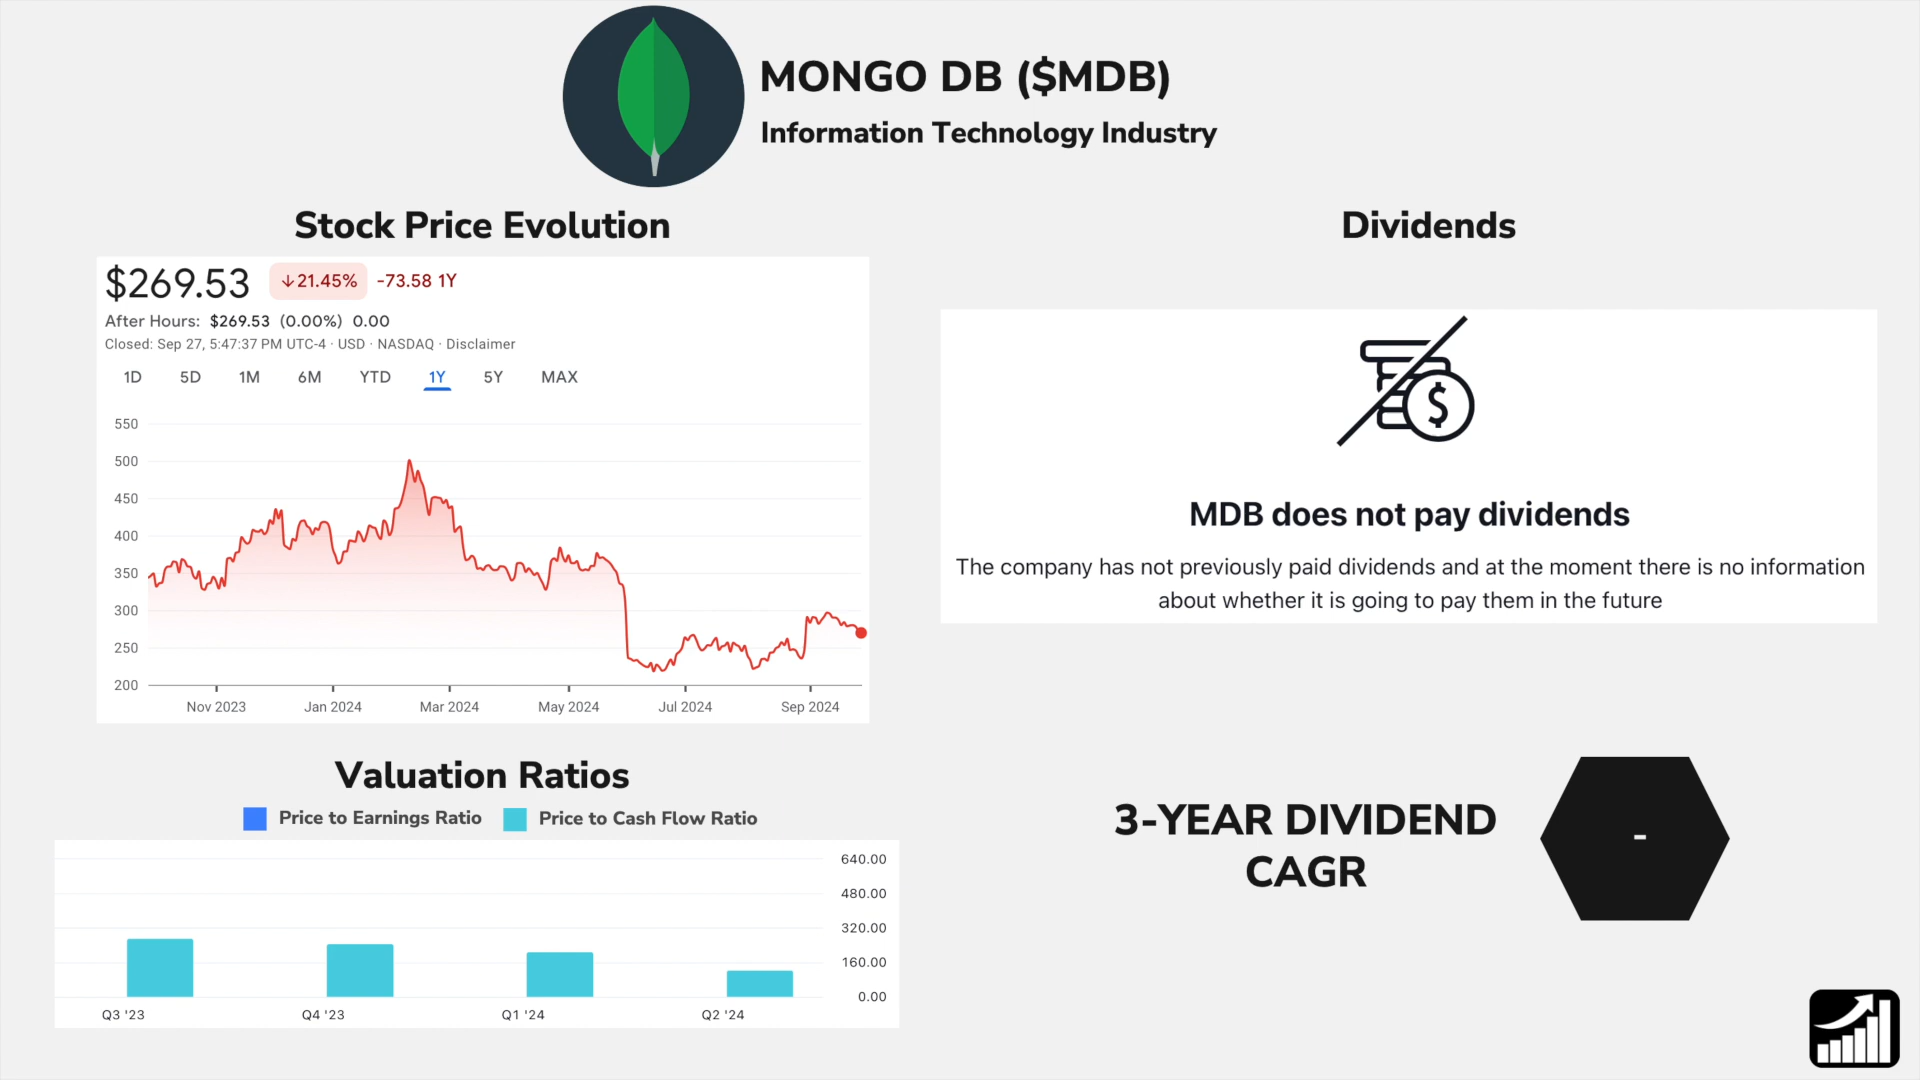 MONGO DB ($MDB)
Information Technology Industry
Stock Price Evolution
$269.53 ↓21.45% -73.58 1Y
After Hours: $269.53 (0.00%) 0.00
Closed: Sep 27, 5:47:37 PM UTC-4 · USD · NASDAQ · Disclaimer
1D 5D 1M 6M YTD 1Y 5Y MAX
550
500
450
400
350
300
250
200
Nov 2023 Jan 2024 Mar 2024 May 2024 Jul 2024 Sep 2024
Valuation Ratios
Price to Earnings Ratio Price to Cash Flow Ratio
640.00
480.00
320.00
160.00
0.00
Q3 '23 Q4 '23 Q1 '24 Q2 '24
Dividends
$
MDB does not pay dividends
The company has not previously paid dividends and at the moment there is no information
about whether it is going to pay them in the future
3-YEAR DIVIDEND
CAGR
-